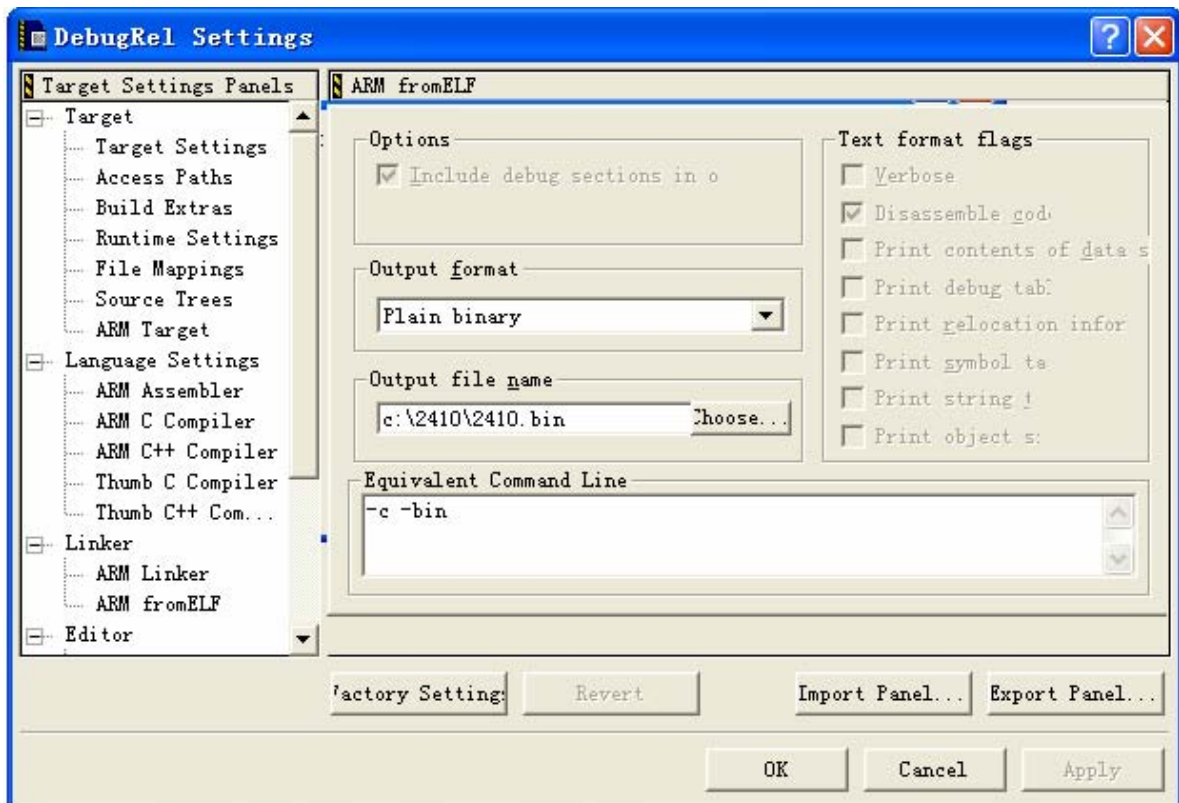 DebugRel Settings
Target Settings Panels
Target
Target Settings
Access Paths
Build Extras
Runtime Settings
File Mappings
Source Trees
ARM Target
Language Settings
ARM Assembler
ARM C Compiler
ARM C++ Compiler
Thumb C Compiler
Thumb C++ Com...
Linker
ARM Linker
ARM fromELF
Editor
ARM fromELF
Options
Include debug sections in o
Output format
Plain binary
Output file name
c:\2410\2410.bin
Choose...
Text format flags
Verbose
Disassemble cod
Print contents of data s
Print debug tab
Print relocation infor
Print symbol ta
Print string t
Print object s
Equivalent Command Line
-c -bin
Factory Setting
Revert
Import Panel...
Export Panel...
OK
Cancel
Apply